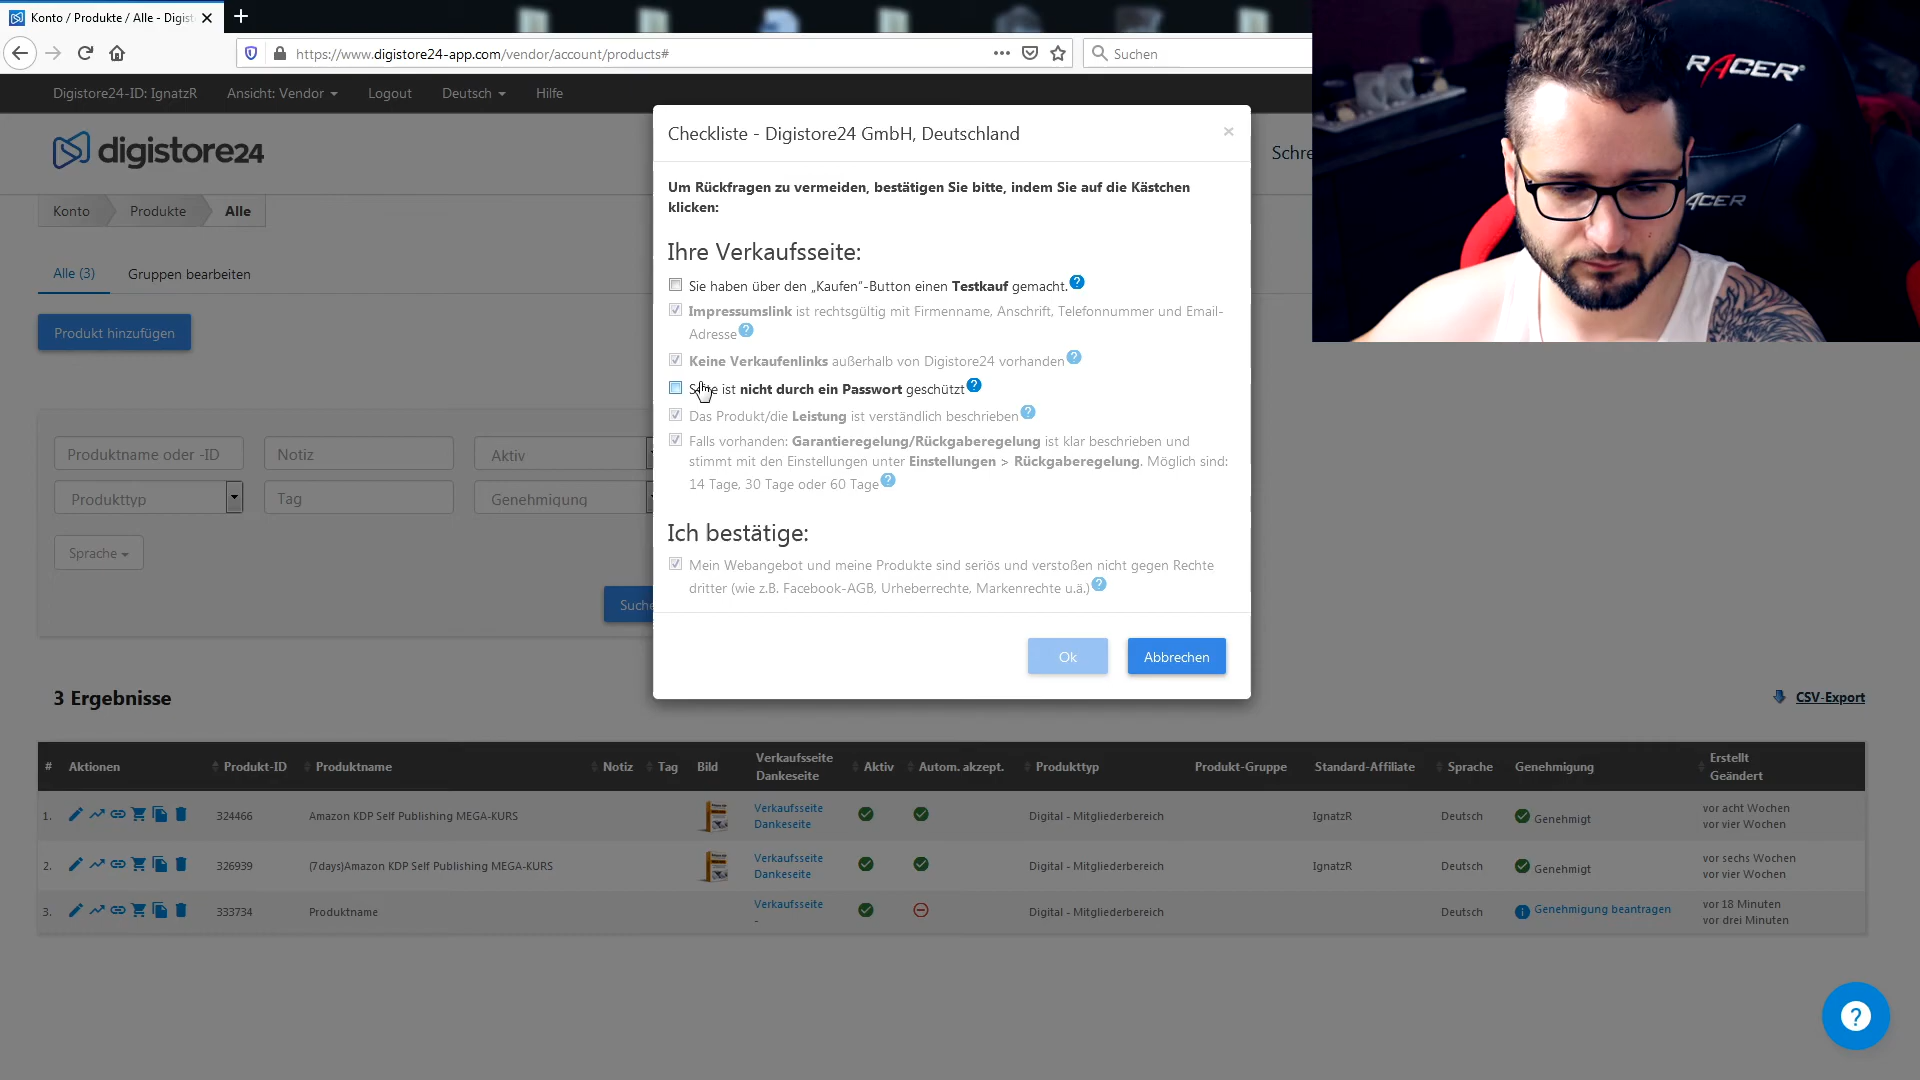 Konto / Produkte / Alle - Digist
https://www.digistore24-app.com/vendor/account/products#
Suchen
Digistore24-ID: IgnatzR
Ansicht: Vendor
Logout
Deutsch
Hilfe
digistore24
Schre
Konto
Produkte
Alle
Alle (3)
Gruppen bearbeiten
Produkt hinzufügen
Produktname oder -ID
Notiz
Aktiv
Produkttyp
Tag
Genehmigung
Sprache
Suche
Checkliste - Digistore24 GmbH, Deutschland
×
Um Rückfragen zu vermeiden, bestätigen Sie bitte, indem Sie auf die Kästchen
klicken:
Ihre Verkaufsseite:
Sie haben über den „Kaufen"-Button einen Testkauf gemacht. ?
Impressumslink ist rechtsgültig mit Firmenname, Anschrift, Telefonnummer und Email-
Adresse ?
Keine Verkaufenlinks außerhalb von Digistore24 vorhanden ?
ist nicht durch ein Passwort geschützt ?
Das Produkt/die Leistung ist verständlich beschrieben ?
Falls vorhanden: Garantieregelung/Rückgaberegelung ist klar beschrieben und
stimmt mit den Einstellungen unter Einstellungen > Rückgaberegelung. Möglich sind:
14 Tage, 30 Tage oder 60 Tage ?
Ich bestätige:
Mein Webangebot und meine Produkte sind seriös und verstoßen nicht gegen Rechte
dritter (wie z.B. Facebook-AGB, Urheberrechte, Markenrechte u.ä.) ?
Ok
Abbrechen
RACER
ACER
3 Ergebnisse
CSV-Export
# Aktionen Produkt-ID Produktname Notiz Tag Bild Verkaufsseite Dankeseite Aktiv Autom. akzept. Produkttyp Produkt-Gruppe Standard-Affiliate Sprache Genehmigung Erstellt Geändert
1. 324466 Amazon KDP Self Publishing MEGA-KURS Verkaufsseite Dankeseite Digital - Mitgliederbereich IgnatzR Deutsch Genehmigt vor acht Wochen vor vier Wochen
2. 326939 (7days)Amazon KDP Self Publishing MEGA-KURS Verkaufsseite Dankeseite Digital - Mitgliederbereich IgnatzR Deutsch Genehmigt vor sechs Wochen vor vier Wochen
3. 333734 Produktname Verkaufsseite - Digital - Mitgliederbereich Deutsch Genehmigung beantragen vor 18 Minuten vor drei Minuten
?